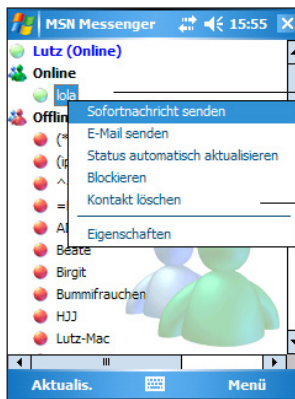 MSN Messenger 15:55
Lutz (Online)
Online
lola
Sofortnachricht senden
Offlin
E-Mail senden
(*
Status automatisch aktualisieren
(ip
Blockieren
^
Kontakt löschen
=
Eigenschaften
Beate
Birgit
Bummifrauchen
HJJ
Lutz-Mac
Aktualis. Menü